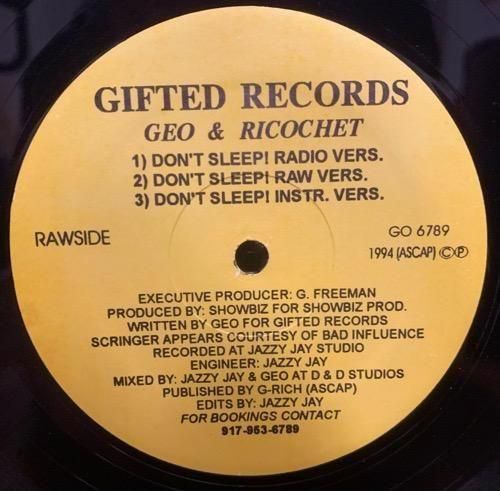 GIFTED RECORDS
GEO & RICOCHET
1) DON'T SLEEP! RADIO VERS.
2) DON'T SLEEP! RAW VERS.
3) DON'T SLEEP! INSTR. VERS.
RAWSIDE
GO 6789
1994 (ASCAP) ©℗
EXECUTIVE PRODUCER: G. FREEMAN
PRODUCED BY: SHOWBIZ FOR SHOWBIZ PROD.
WRITTEN BY GEO FOR GIFTED RECORDS
SCRINGER APPEARS COURTESY OF BAD INFLUENCE
RECORDED AT JAZZY JAY STUDIO
ENGINEER: JAZZY JAY
MIXED BY: JAZZY JAY & GEO AT D & D STUDIOS
PUBLISHED BY G-RICH (ASCAP)
EDITS BY: JAZZY JAY
FOR BOOKINGS CONTACT
917-953-6789